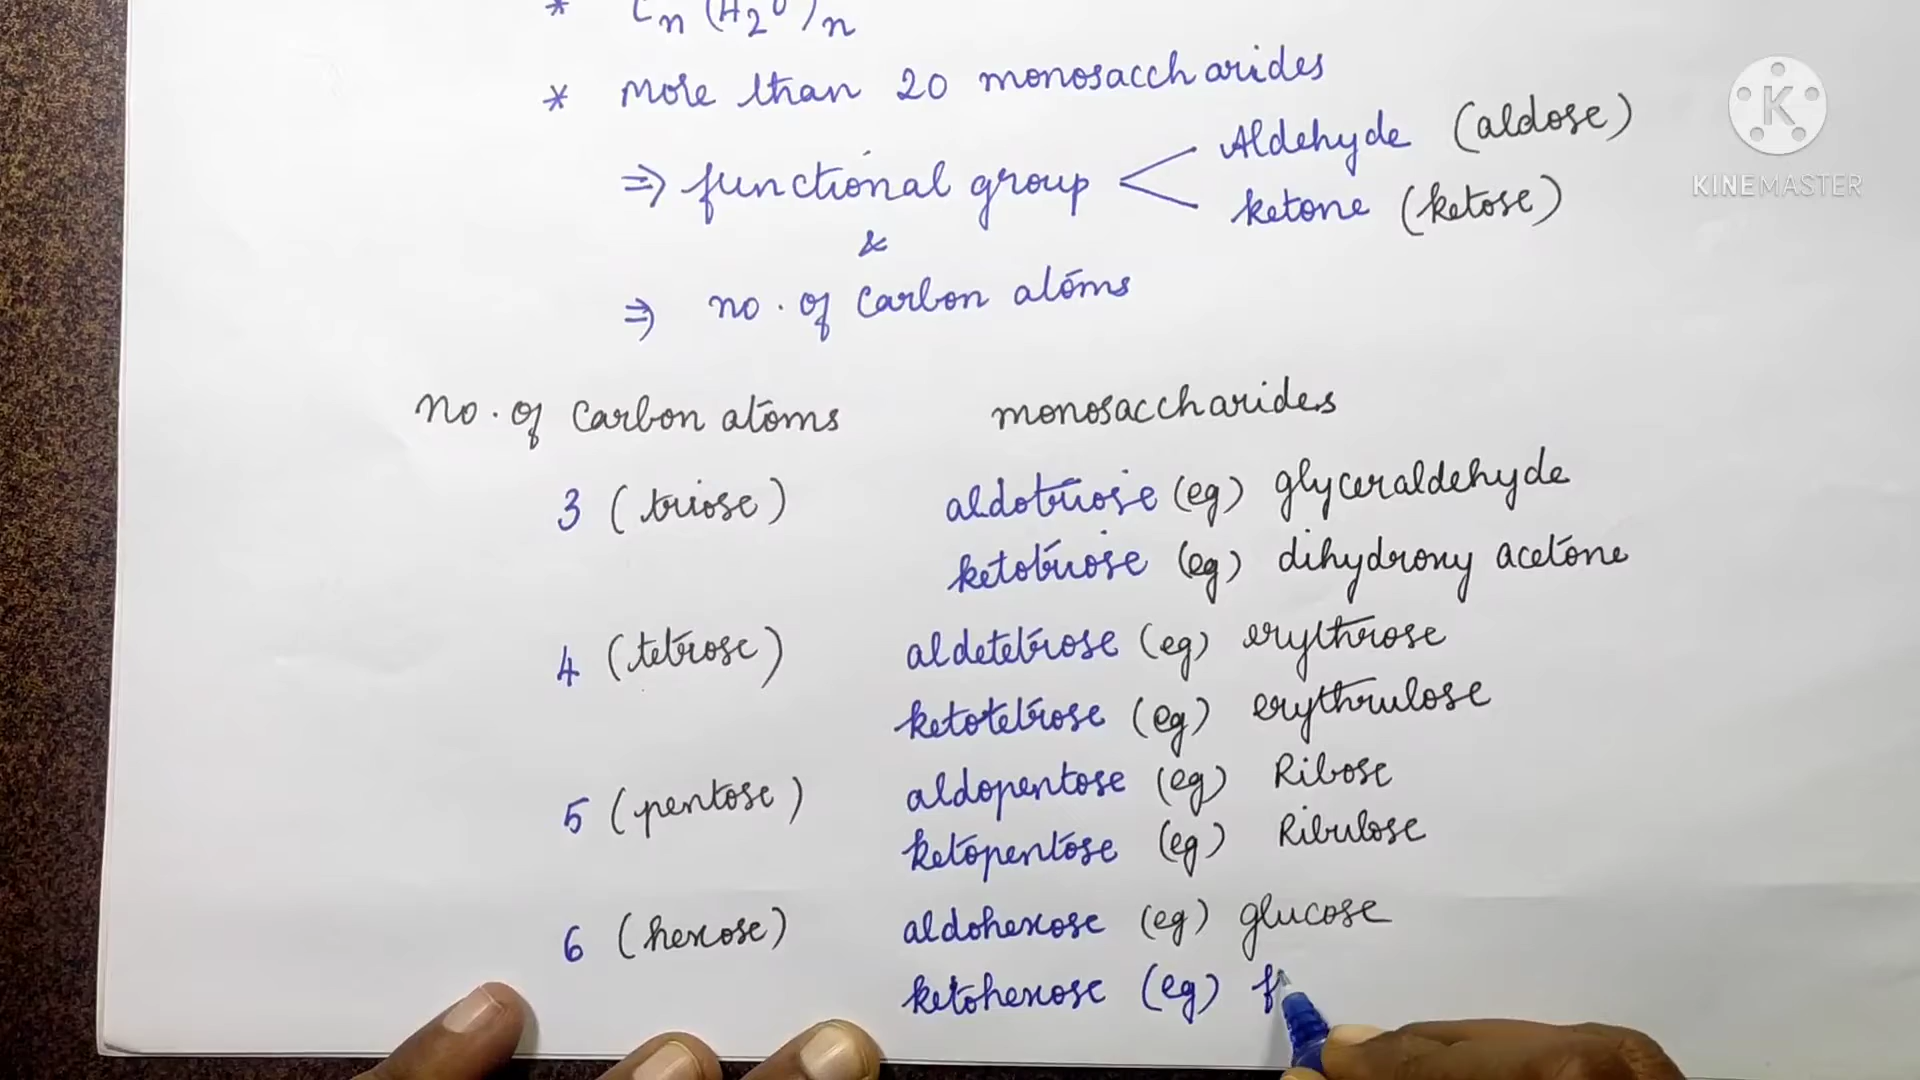 * Cn (H2O)n
* More than 20 monosaccharides
⇒ functional group < Aldehyde (aldose)
ketone (ketose)
&
⇒ no. of carbon atoms
No. of carbon atoms monosaccharides
3 (triose) aldotriose (eg) glyceraldehyde
ketotriose (eg) dihydroxy acetone
4 (tetrose) aldetetrose (eg) erythrose
ketotetrose (eg) erythrulose
5 (pentose) aldopentose (eg) Ribose
ketopentose (eg) Ribulose
6 (hexose) aldohexose (eg) glucose
ketohexose (eg) f
K
KINEMASTER